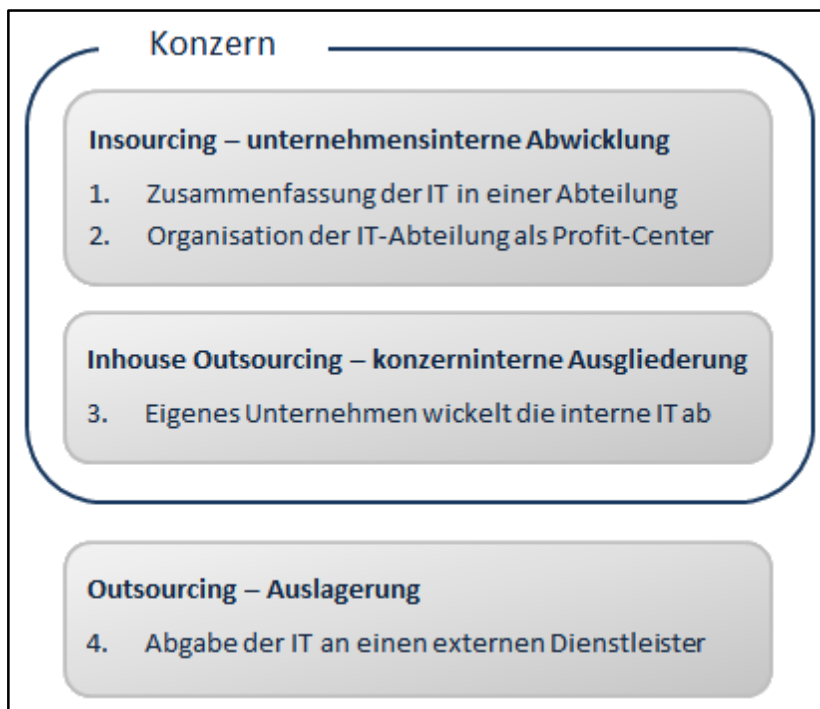 Konzern
Insourcing – unternehmensinterne Abwicklung
1. Zusammenfassung der IT in einer Abteilung
2. Organisation der IT-Abteilung als Profit-Center
Inhouse Outsourcing – konzerninterne Ausgliederung
3. Eigenes Unternehmen wickelt die interne IT ab
Outsourcing – Auslagerung
4. Abgabe der IT an einen externen Dienstleister